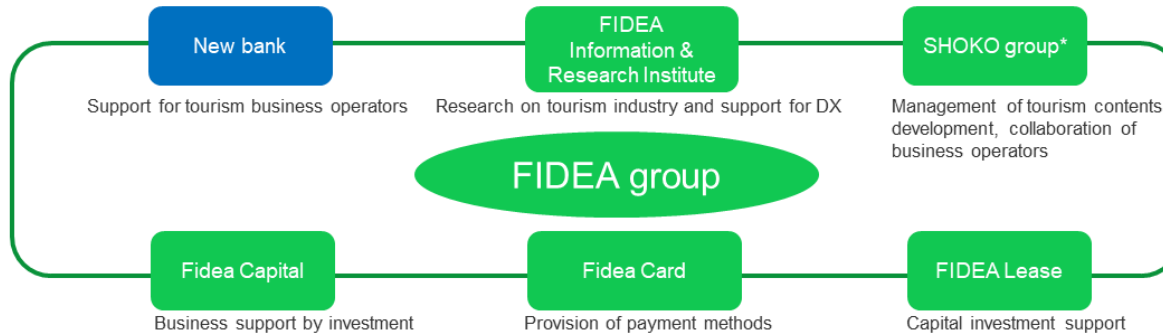 New bank
Support for tourism business operators
FIDEA
Information &
Research Institute
Research on tourism industry and support for DX
SHOKO group*
Management of tourism contents
development, collaboration of
business operators
FIDEA group
Fidea Capital
Business support by investment
Fidea Card
Provision of payment methods
FIDEA Lease
Capital investment support